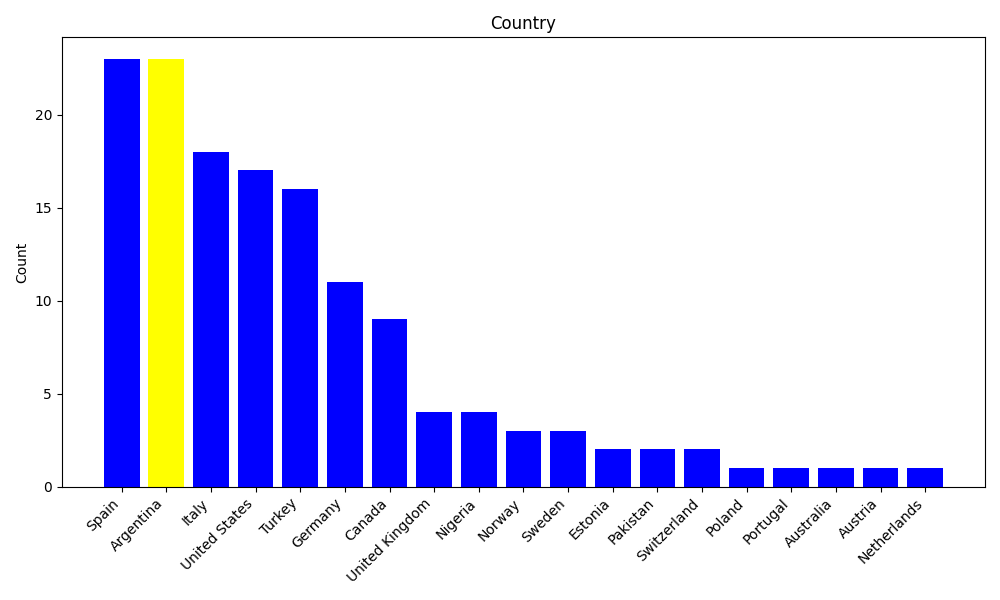 Country
Count
20
15
10
5
0
Spain
Argentina
Italy
United States
Turkey
Germany
Canada
United Kingdom
Nigeria
Norway
Sweden
Estonia
Pakistan
Switzerland
Poland
Portugal
Australia
Austria
Netherlands